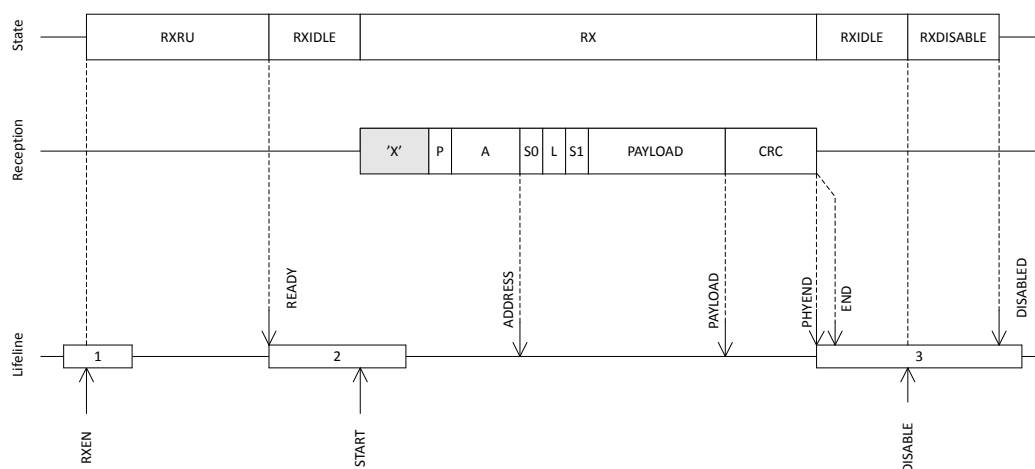 State
RXRU RXIDLE RX RXIDLE RXDISABLE
Reception
'X' P A S0 L S1 PAYLOAD CRC
READY
ADDRESS
PAYLOAD
PHYEND
END
DISABLED
Lifeline
1 2 3
RXEN
START
DISABLE